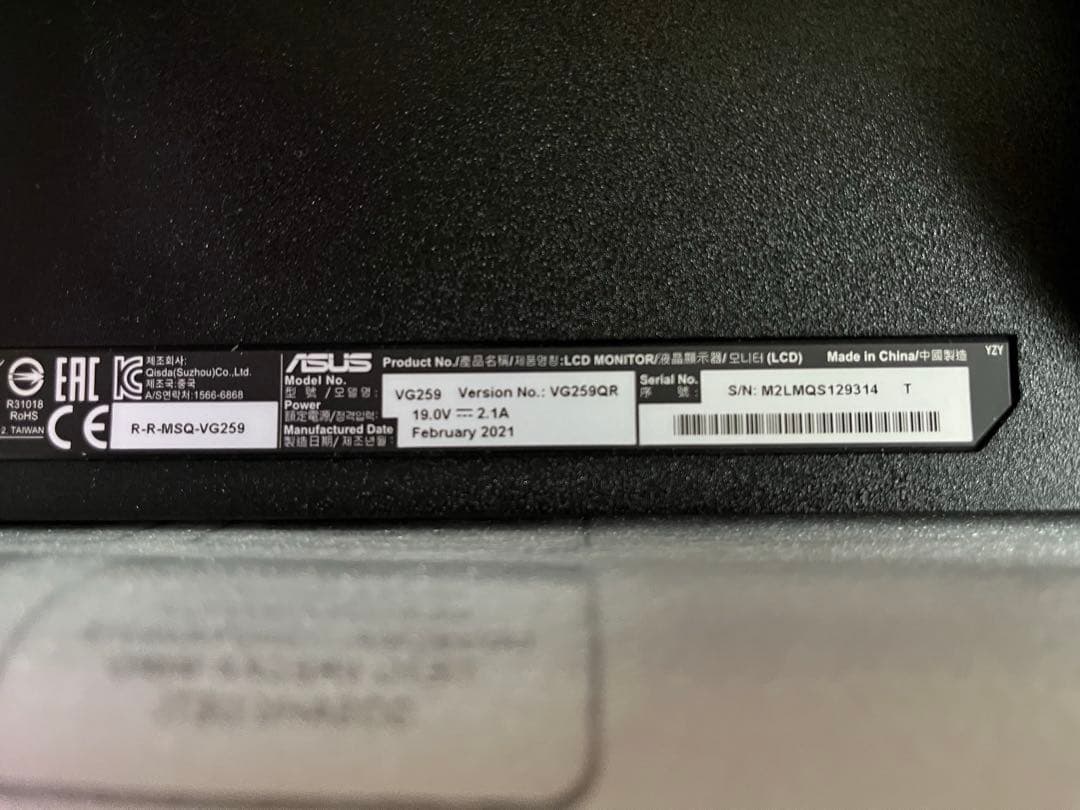 R31018
RoHS
2, TAIWAN
EAC
CE
제조회사:
Qisda(Suzhou)Co.,Ltd.
제조국:중국
A/S연락처:1566-6868
R-R-MSQ-VG259
ASUS Product No./產品名稱/제품명칭:LCD MONITOR/液晶顯示器/모니터 (LCD) Made in China/中國製造 YZY
Model No.
型 號 /모델명:
VG259 Version No.: VG259QR
Power
額定電源/정격입력:
19.0V ⎓ 2.1A
Manufactured Date
製造日期/제조년월:
February 2021
Serial No.
序 號:
S/N: M2LMQS129314 T